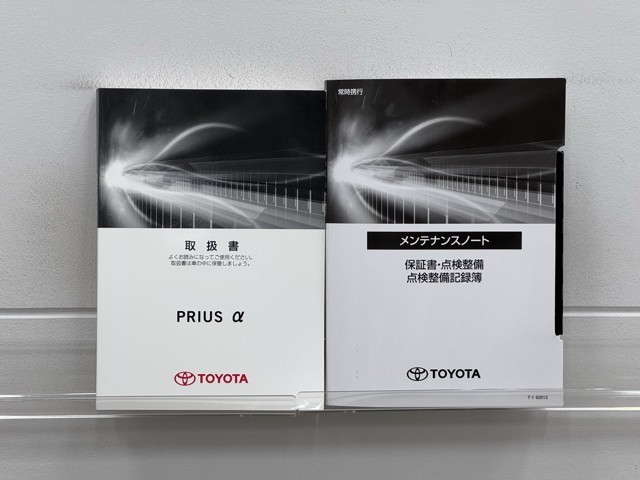 取扱書
よくお読みになってご使用ください。
取扱書は車の中に保管しましょう。
PRIUS α
TOYOTA
常時携行
メンテナンスノート
保証書・点検整備
点検整備記録簿
TOYOTA